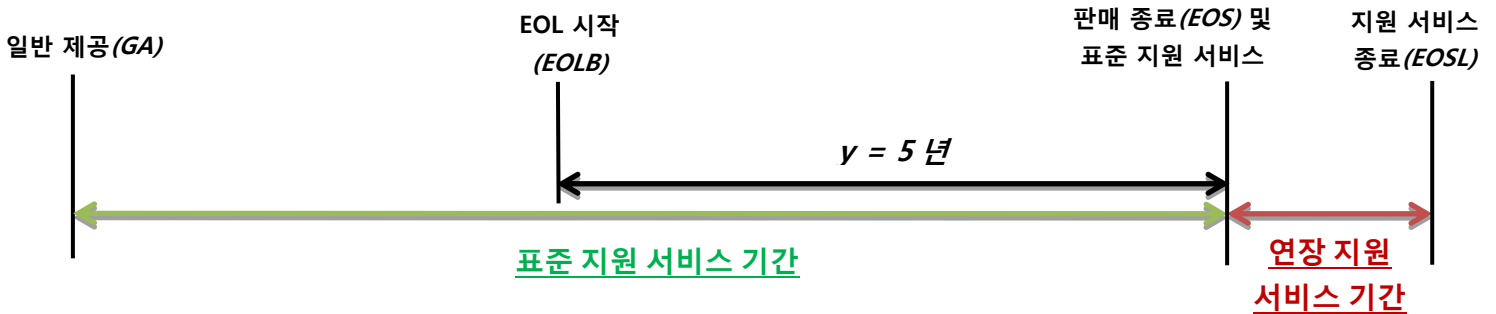 일반 제공(GA)
EOL 시작
(EOLB)
판매 종료(EOS) 및
표준 지원 서비스
지원 서비스
종료(EOSL)
y = 5 년
표준 지원 서비스 기간
연장 지원
서비스 기간